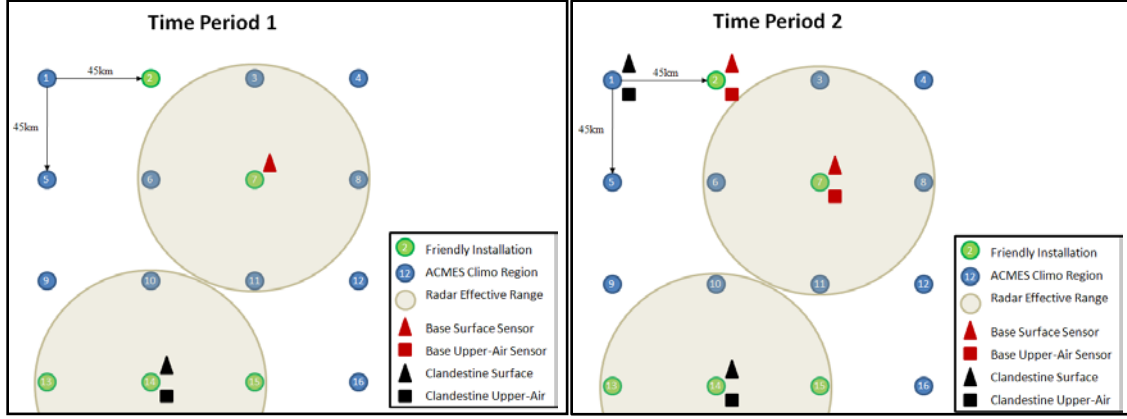 Time Period 1
1
45km
2
3
4
45km
5
6
7
8
9
10
11
12
13
14
15
16
2 Friendly Installation
12 ACMES Climo Region
Radar Effective Range
Base Surface Sensor
Base Upper-Air Sensor
Clandestine Surface
Clandestine Upper-Air
Time Period 2
1
45km
2
3
4
45km
5
6
7
8
9
10
11
12
13
14
15
16
2 Friendly Installation
12 ACMES Climo Region
Radar Effective Range
Base Surface Sensor
Base Upper-Air Sensor
Clandestine Surface
Clandestine Upper-Air